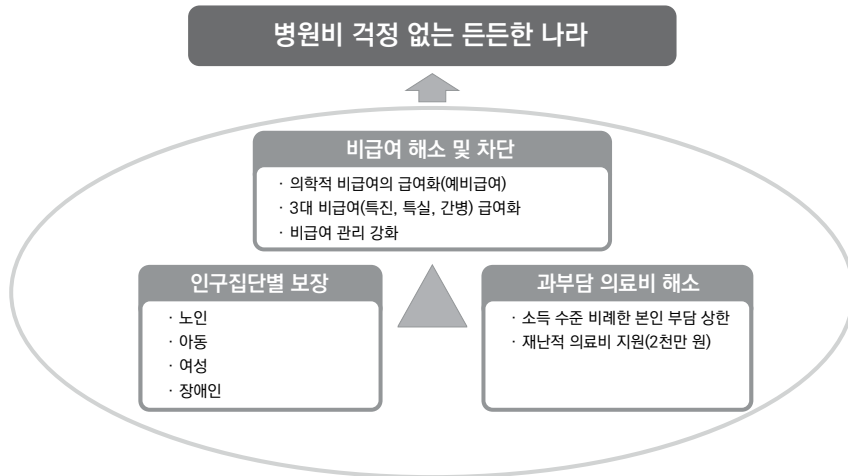 병원비 걱정 없는 든든한 나라
비급여 해소 및 차단
· 의학적 비급여의 급여화(예비급여)
· 3대 비급여(특진, 특실, 간병) 급여화
· 비급여 관리 강화
인구집단별 보장
· 노인
· 아동
· 여성
· 장애인
과부담 의료비 해소
· 소득 수준 비례한 본인 부담 상한
· 재난적 의료비 지원(2천만 원)